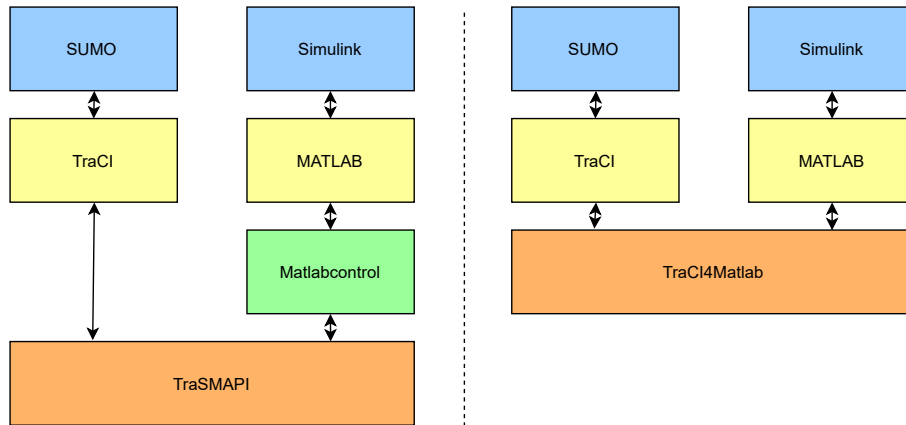 SUMO
Simulink
TraCI
MATLAB
Matlabcontrol
TraSMAPI
SUMO
Simulink
TraCI
MATLAB
TraCI4Matlab